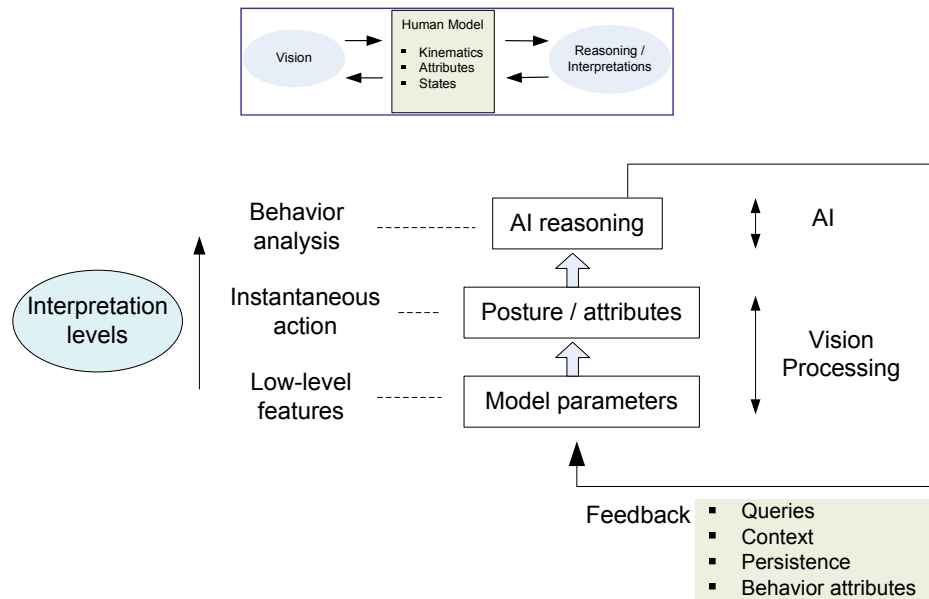 Human Model
Vision
▪ Kinematics
▪ Attributes
▪ States
Reasoning /
Interpretations
Behavior
analysis
AI reasoning
AI
Interpretation
levels
Instantaneous
action
Posture / attributes
Vision
Processing
Low-level
features
Model parameters
Feedback
▪ Queries
▪ Context
▪ Persistence
▪ Behavior attributes